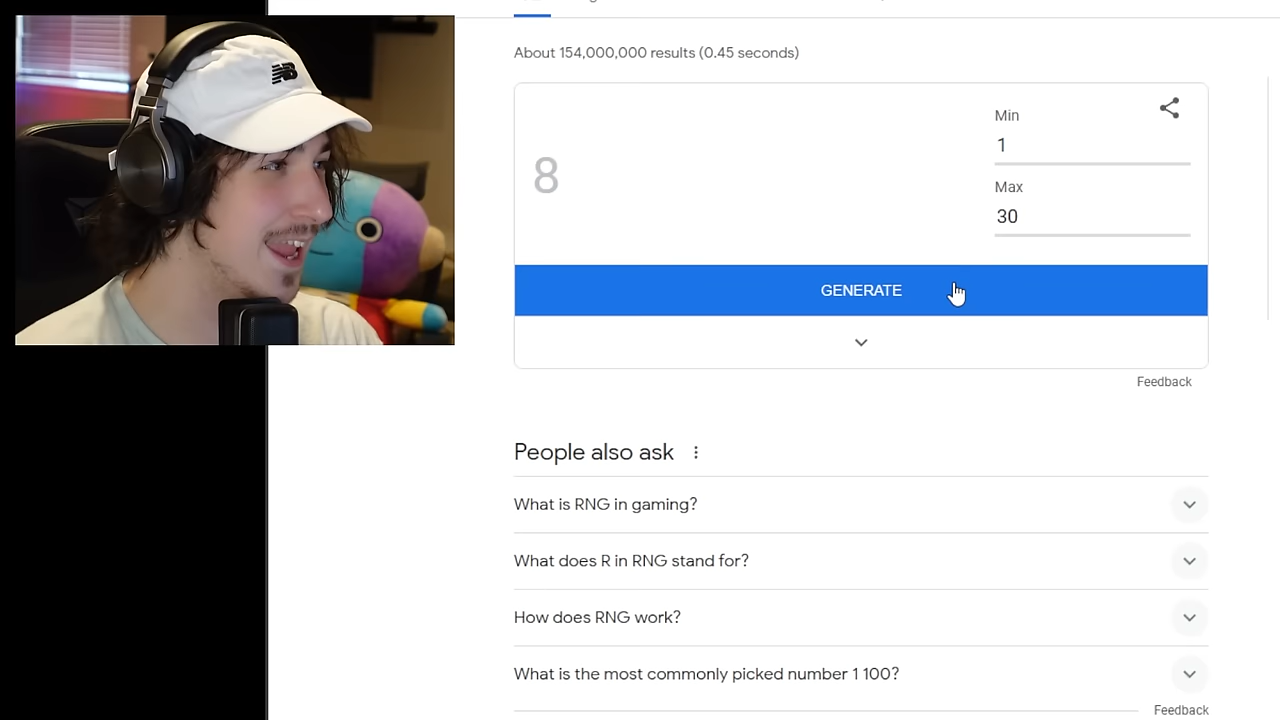 About 154,000,000 results (0.45 seconds)
Min
1
8
Max
30
GENERATE
Feedback
People also ask
What is RNG in gaming?
What does R in RNG stand for?
How does RNG work?
What is the most commonly picked number 1 100?
Feedback
NB